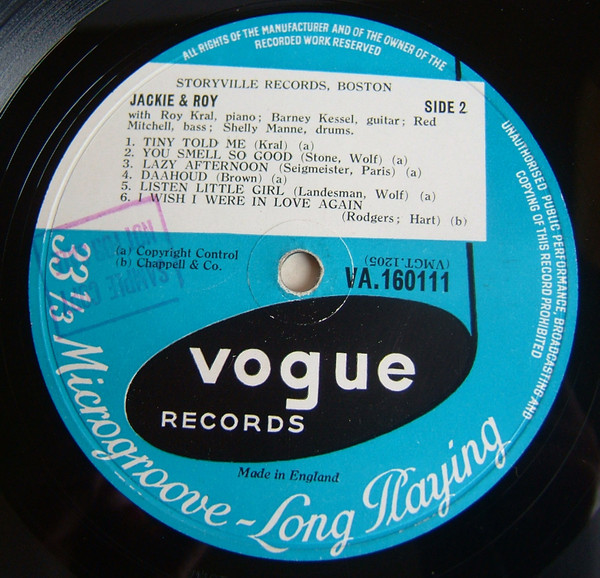 ALL RIGHTS OF THE MANUFACTURER AND OF THE OWNER OF THE
RECORDED WORK RESERVED
STORYVILLE RECORDS, BOSTON
JACKIE & ROY
SIDE 2
with Roy Kral, piano; Barney Kessel, guitar; Red
Mitchell, bass; Shelly Manne, drums.
1. TINY TOLD ME (Kral) (a)
2. YOU SMELL SO GOOD (Stone, Wolf) (a)
3. LAZY AFTERNOON (Seigmeister, Paris) (a)
4. DAAHOUD (Brown) (a)
5. LISTEN LITTLE GIRL (Landesman, Wolf) (a)
6. I WISH I WERE IN LOVE AGAIN
(Rodgers; Hart) (b)
(a) Copyright Control
(b) Chappell & Co.
(VMGT.1205)
VA.160111
UNAUTHORISED PUBLIC PERFORMANCE, BROADCASTING AND
COPYING OF THIS RECORD PROHIBITED
vogue
RECORDS
Made in England
33⅓ Microgroove-Long Playing